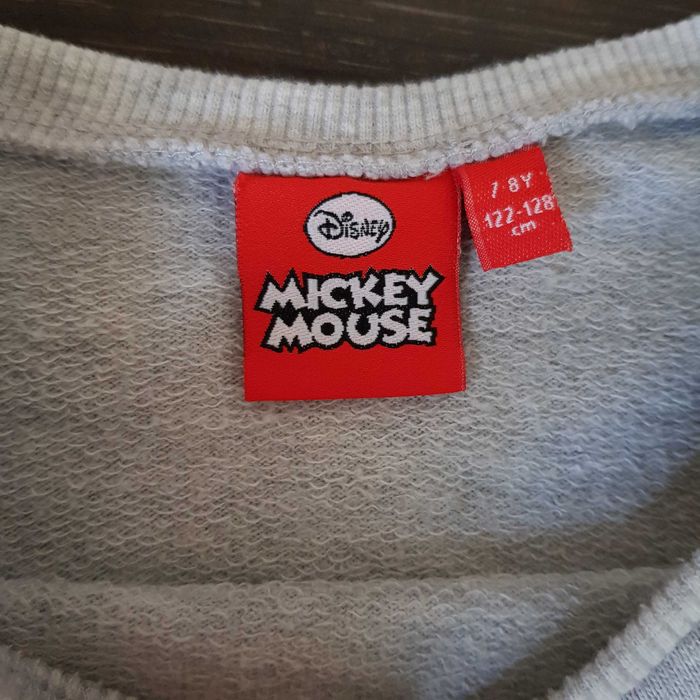 Disney
MICKEY
MOUSE
7 8Y
122-128
cm